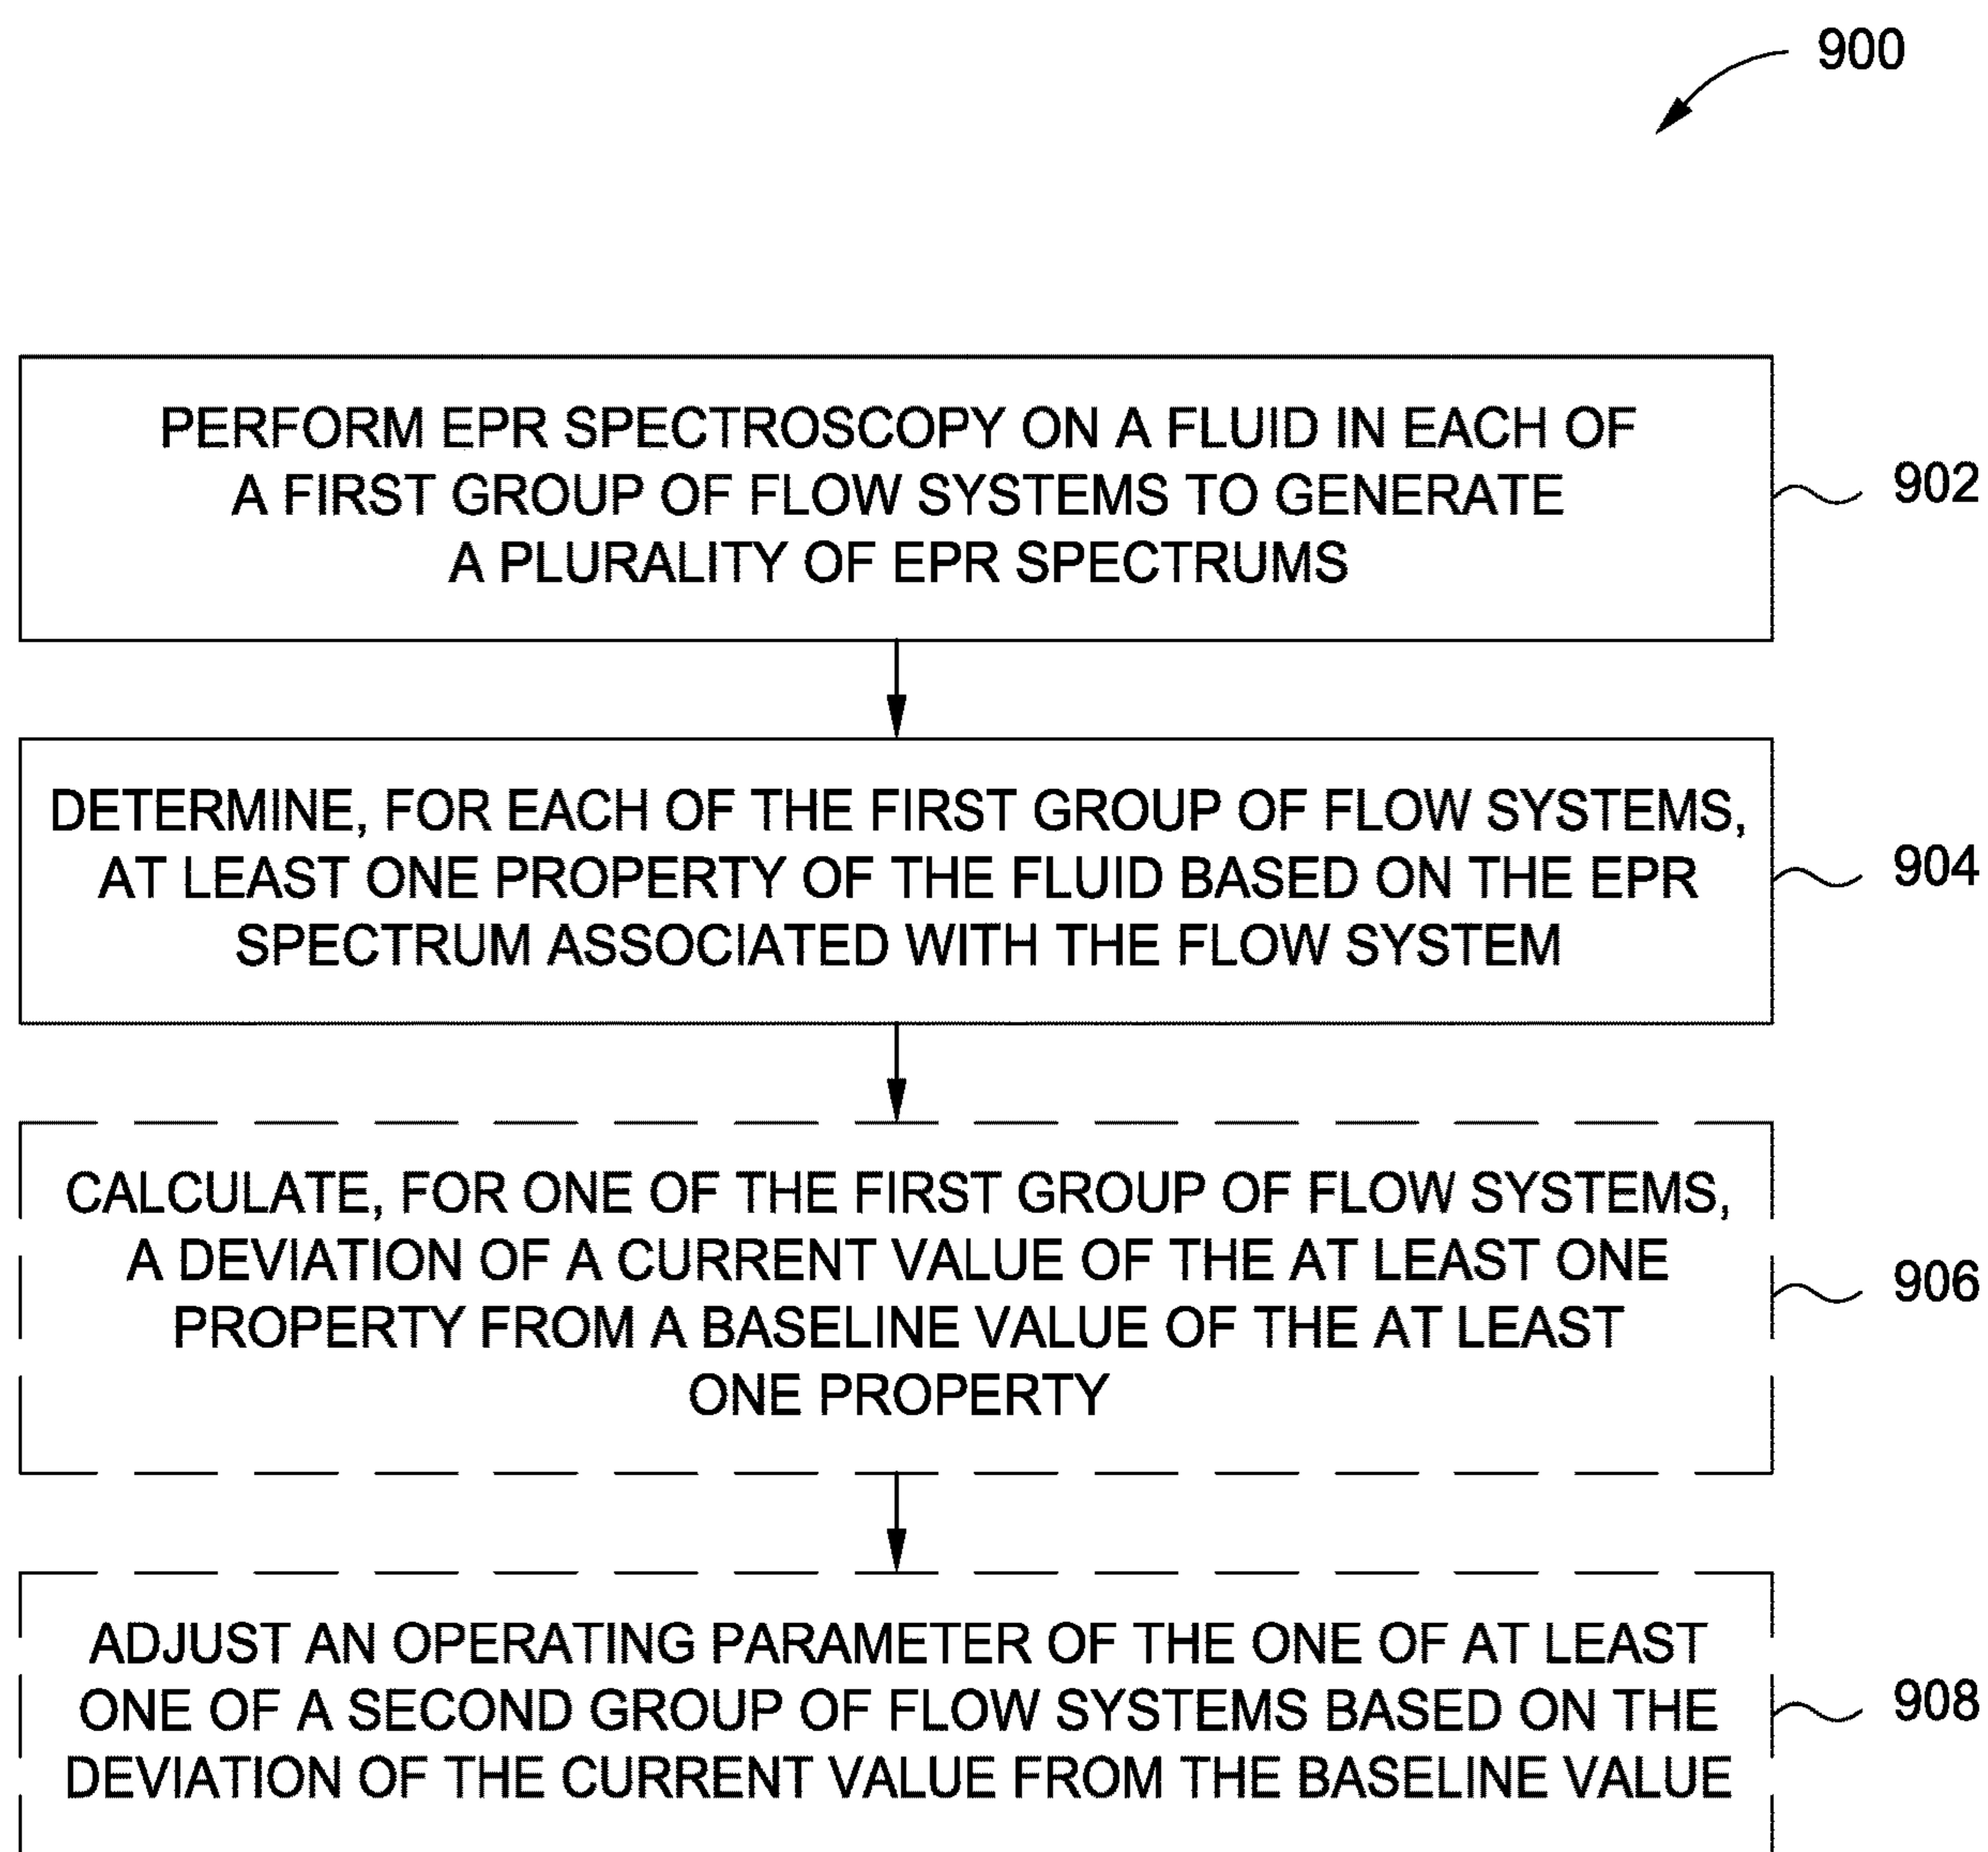 900
PERFORM EPR SPECTROSCOPY ON A FLUID IN EACH OF
A FIRST GROUP OF FLOW SYSTEMS TO GENERATE
A PLURALITY OF EPR SPECTRUMS
902
DETERMINE, FOR EACH OF THE FIRST GROUP OF FLOW SYSTEMS,
AT LEAST ONE PROPERTY OF THE FLUID BASED ON THE EPR
SPECTRUM ASSOCIATED WITH THE FLOW SYSTEM
904
CALCULATE, FOR ONE OF THE FIRST GROUP OF FLOW SYSTEMS,
A DEVIATION OF A CURRENT VALUE OF THE AT LEAST ONE
PROPERTY FROM A BASELINE VALUE OF THE AT LEAST
ONE PROPERTY
906
ADJUST AN OPERATING PARAMETER OF THE ONE OF AT LEAST
ONE OF A SECOND GROUP OF FLOW SYSTEMS BASED ON THE
DEVIATION OF THE CURRENT VALUE FROM THE BASELINE VALUE
908